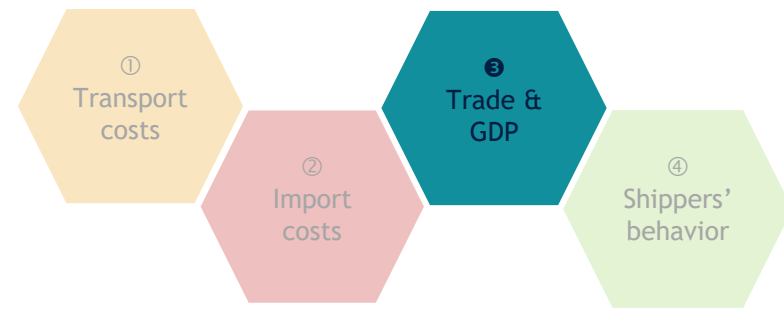 ①
Transport
costs
②
Import
costs
❸
Trade &
GDP
④
Shippers’
behavior